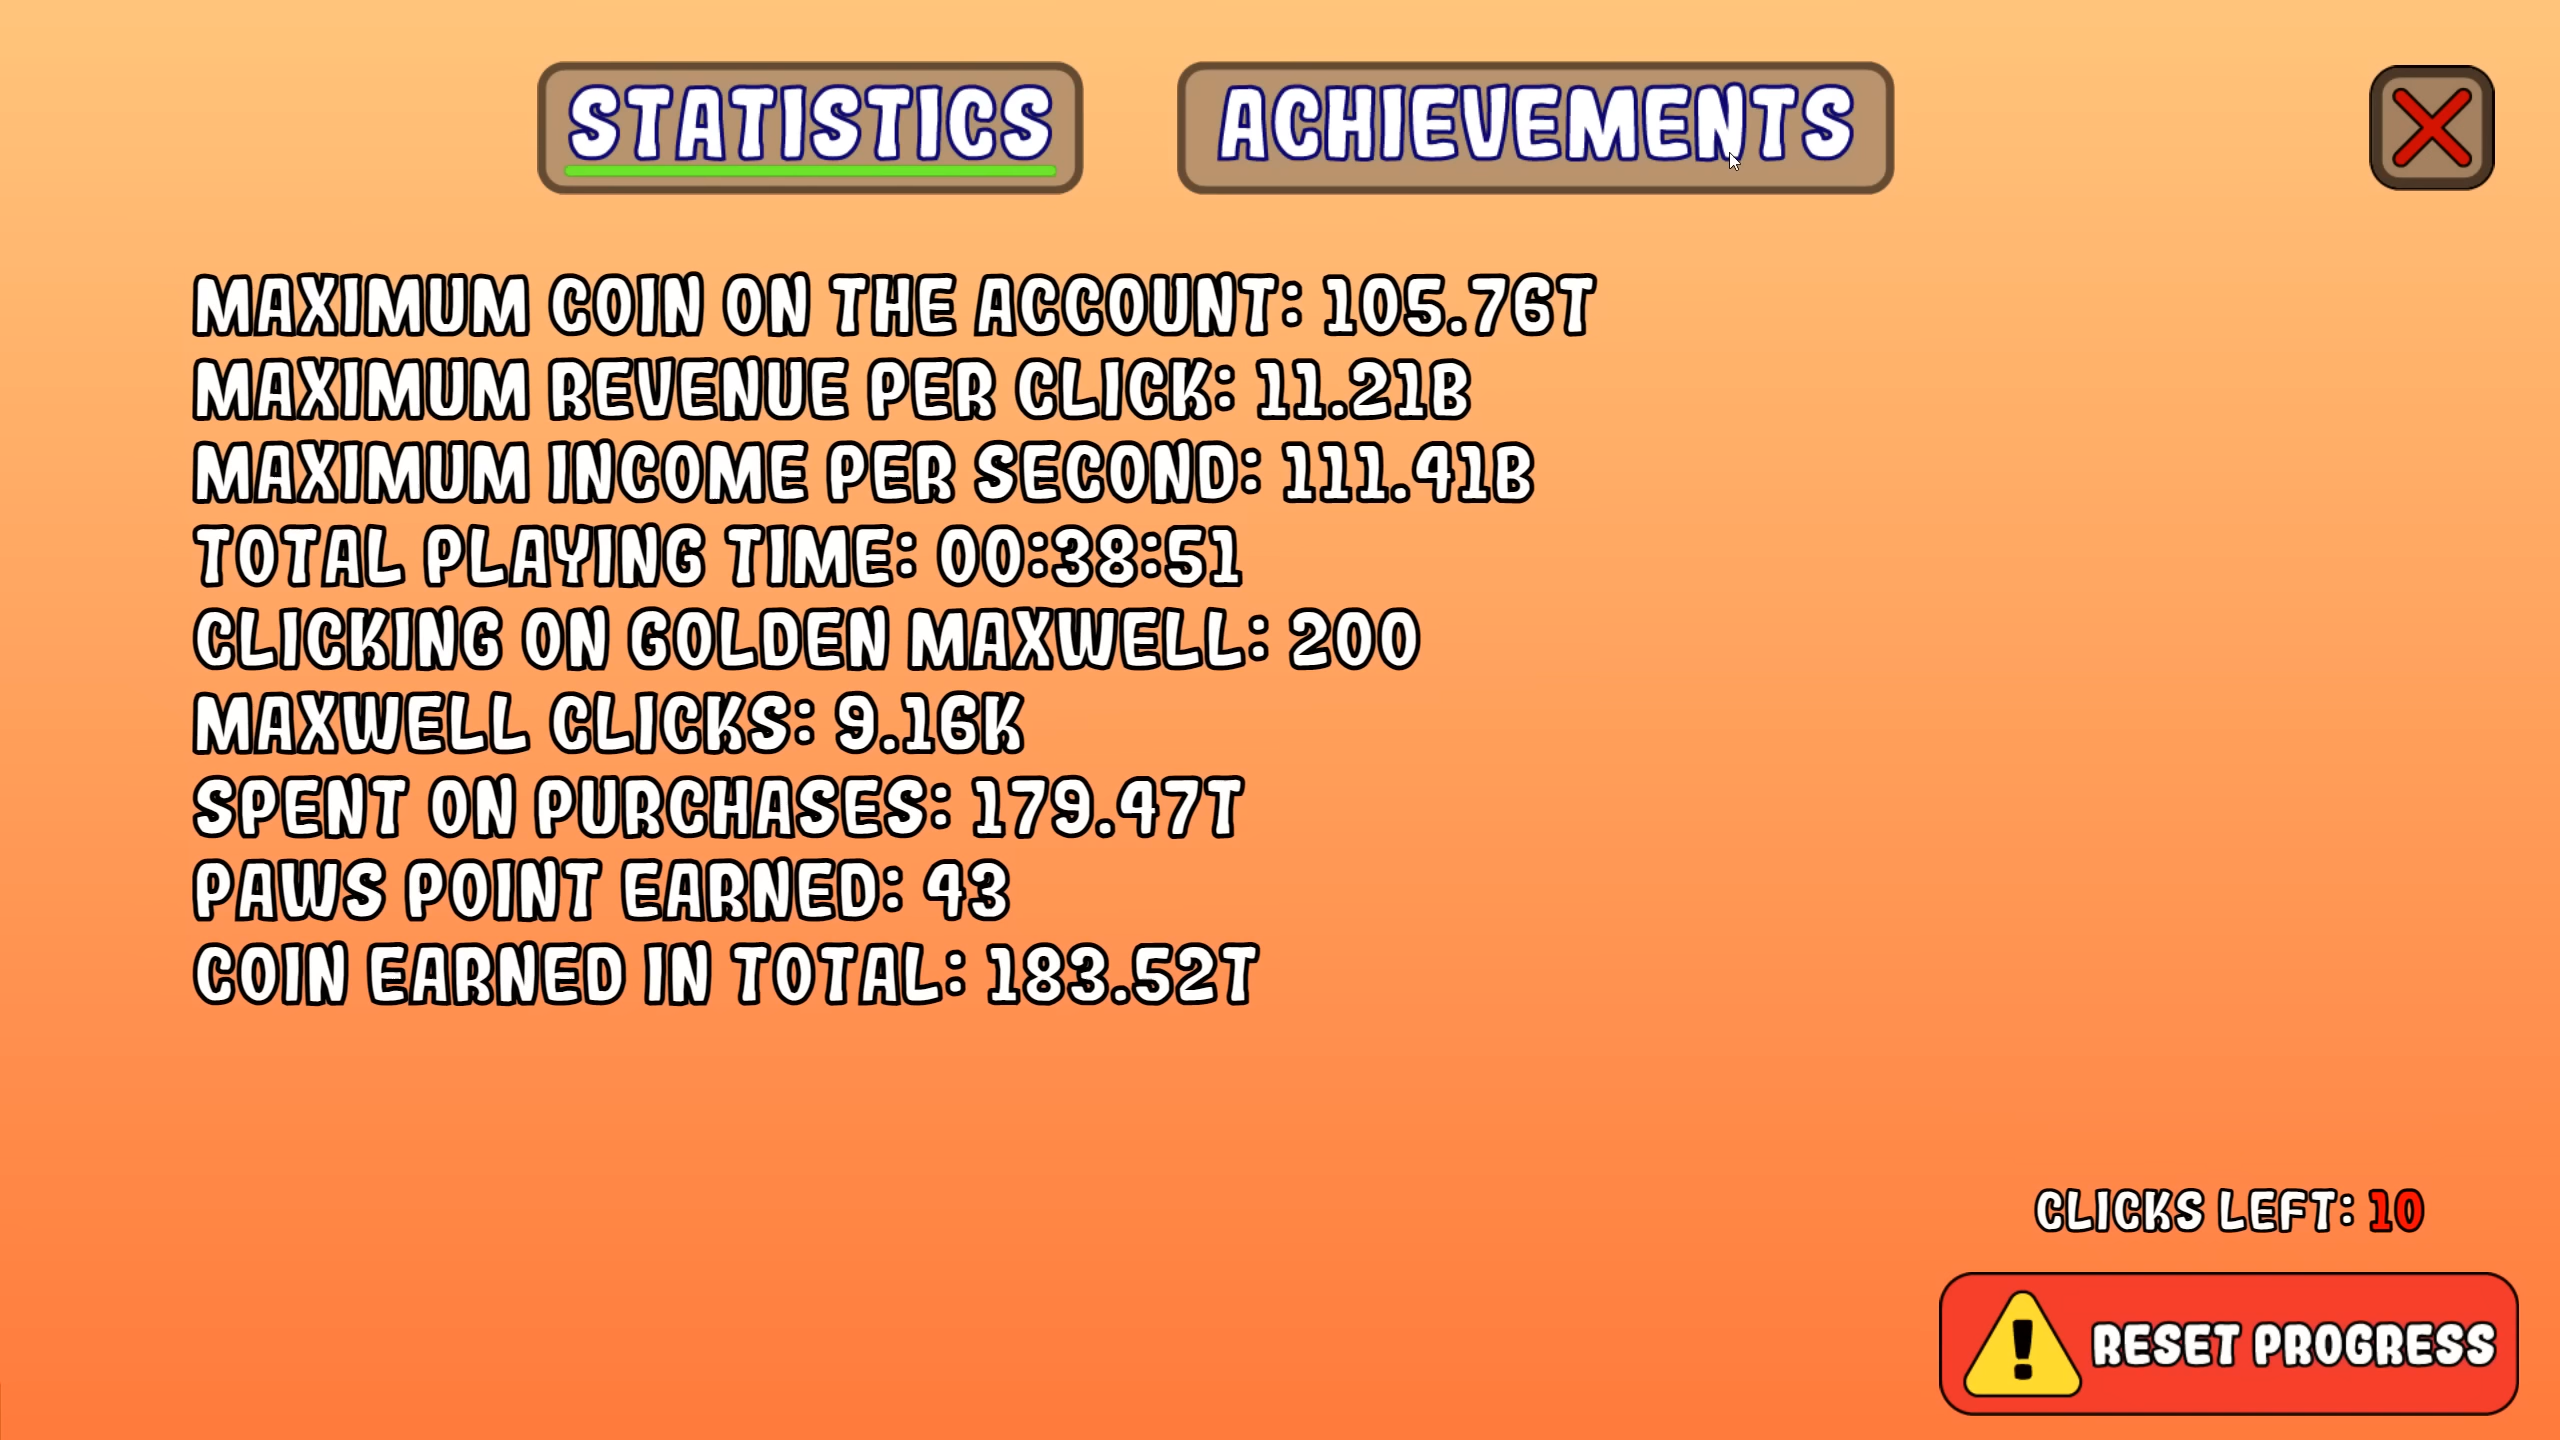 STATISTICS
ACHIEVEMENTS
MAXIMUM COIN ON THE ACCOUNT: 105.76T
MAXIMUM REVENUE PER CLICK: 11.21B
MAXIMUM INCOME PER SECOND: 111.41B
TOTAL PLAYING TIME: 00:38:51
CLICKING ON GOLDEN MAXWELL: 200
MAXWELL CLICKS: 9.16K
SPENT ON PURCHASES: 179.47T
PAWS POINT EARNED: 43
COIN EARNED IN TOTAL: 183.52T
CLICKS LEFT: 10
RESET PROGRESS